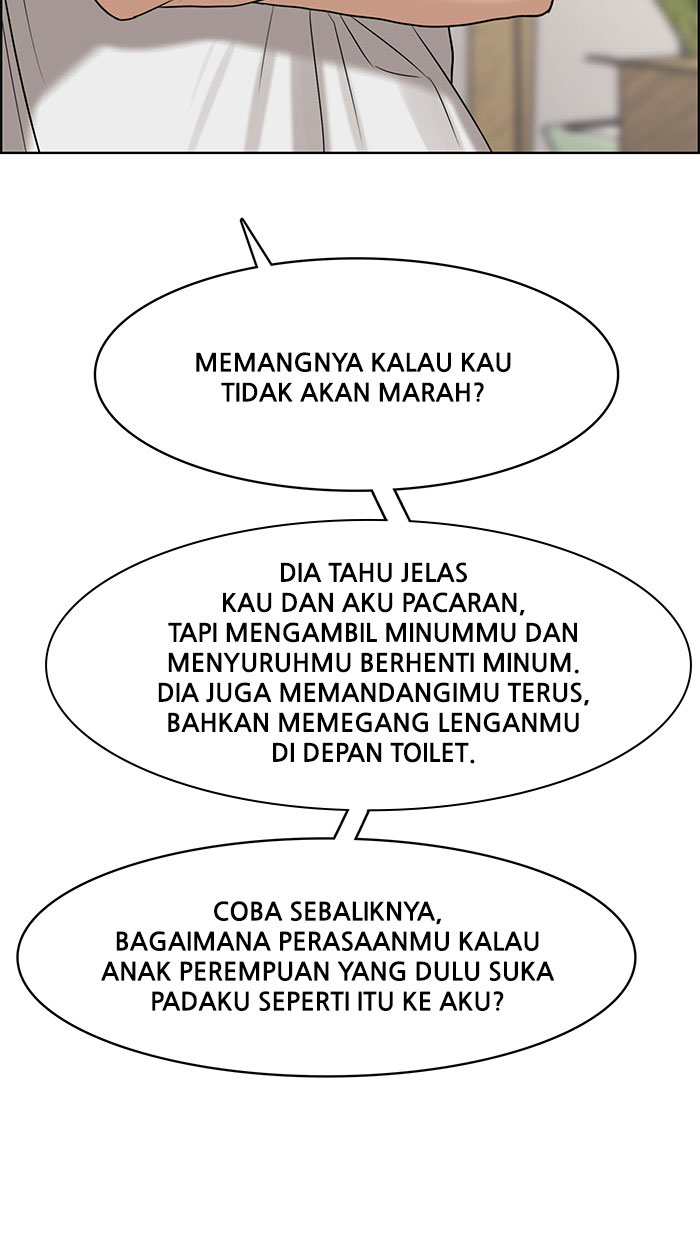 MEMANGNYA KALAU KAU
TIDAK AKAN MARAH?
DIA TAHU JELAS
KAU DAN AKU PACARAN,
TAPI MENGAMBIL MINUMMU DAN
MENYURUHMU BERHENTI MINUM.
DIA JUGA MEMANDANGIMU TERUS,
BAHKAN MEMEGANG LENGANMU
DI DEPAN TOILET.
COBA SEBALIKNYA,
BAGAIMANA PERASAANMU KALAU
ANAK PEREMPUAN YANG DULU SUKA
PADAKU SEPERTI ITU KE AKU?